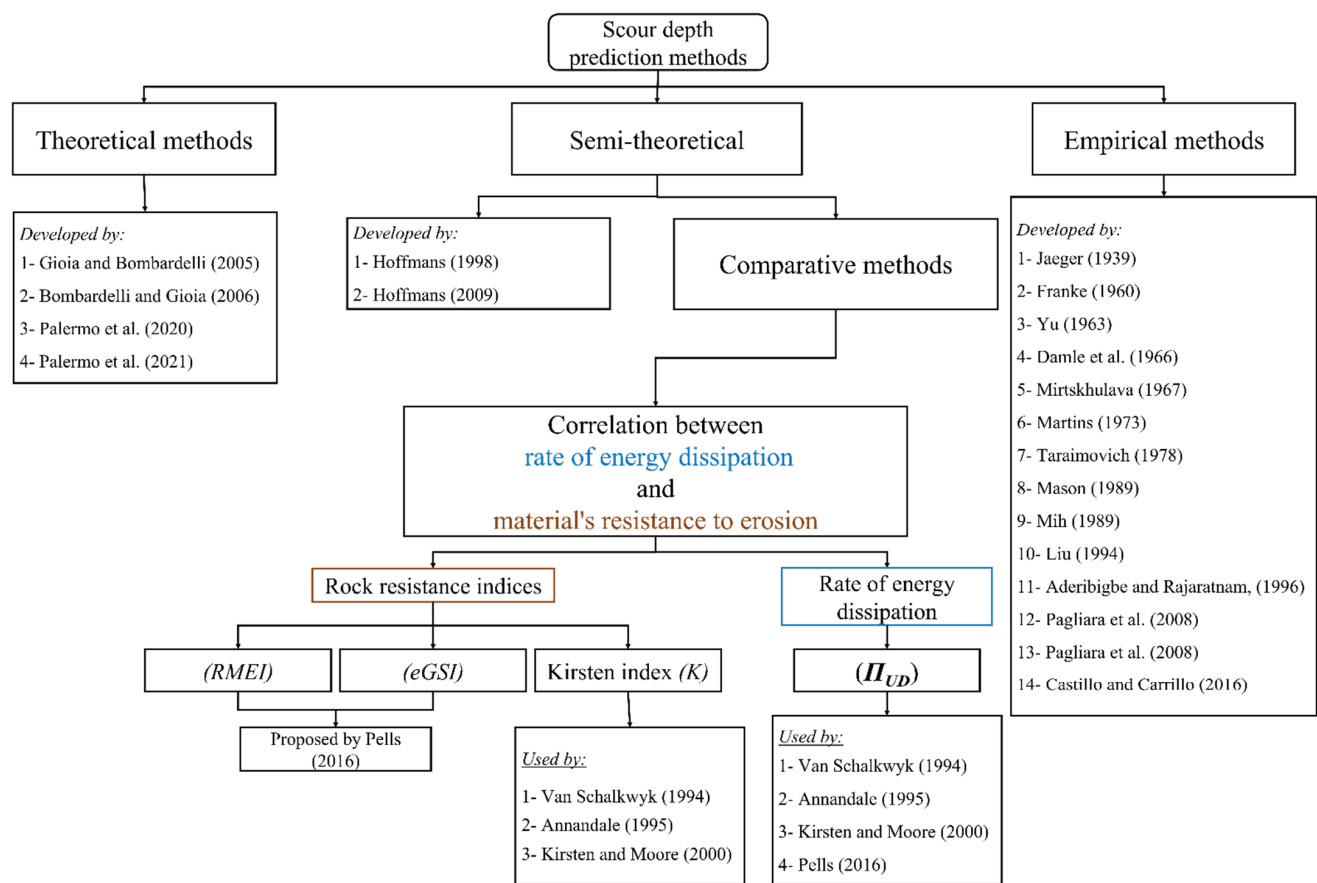 Scour depth
prediction methods
Theoretical methods
Semi-theoretical
Empirical methods
Developed by:
1- Gioia and Bombardelli (2005)
2- Bombardelli and Gioia (2006)
3- Palermo et al. (2020)
4- Palermo et al. (2021)
Developed by:
1- Hoffmans (1998)
2- Hoffmans (2009)
Comparative methods
Developed by:
1- Jaeger (1939)
2- Franke (1960)
3- Yu (1963)
4- Damle et al. (1966)
5- Mirtskhulava (1967)
6- Martins (1973)
7- Taraimovich (1978)
8- Mason (1989)
9- Mih (1989)
10- Liu (1994)
11- Aderibigbe and Rajaratnam, (1996)
12- Pagliara et al. (2008)
13- Pagliara et al. (2008)
14- Castillo and Carrillo (2016)
Correlation between
rate of energy dissipation
and
material's resistance to erosion
Rock resistance indices
Rate of energy
dissipation
(RMEI)
(eGSI)
Kirsten index (K)
(Π_UD)
Proposed by Pells
(2016)
Used by:
1- Van Schalkwyk (1994)
2- Annandale (1995)
3- Kirsten and Moore (2000)
Used by:
1- Van Schalkwyk (1994)
2- Annandale (1995)
3- Kirsten and Moore (2000)
4- Pells (2016)